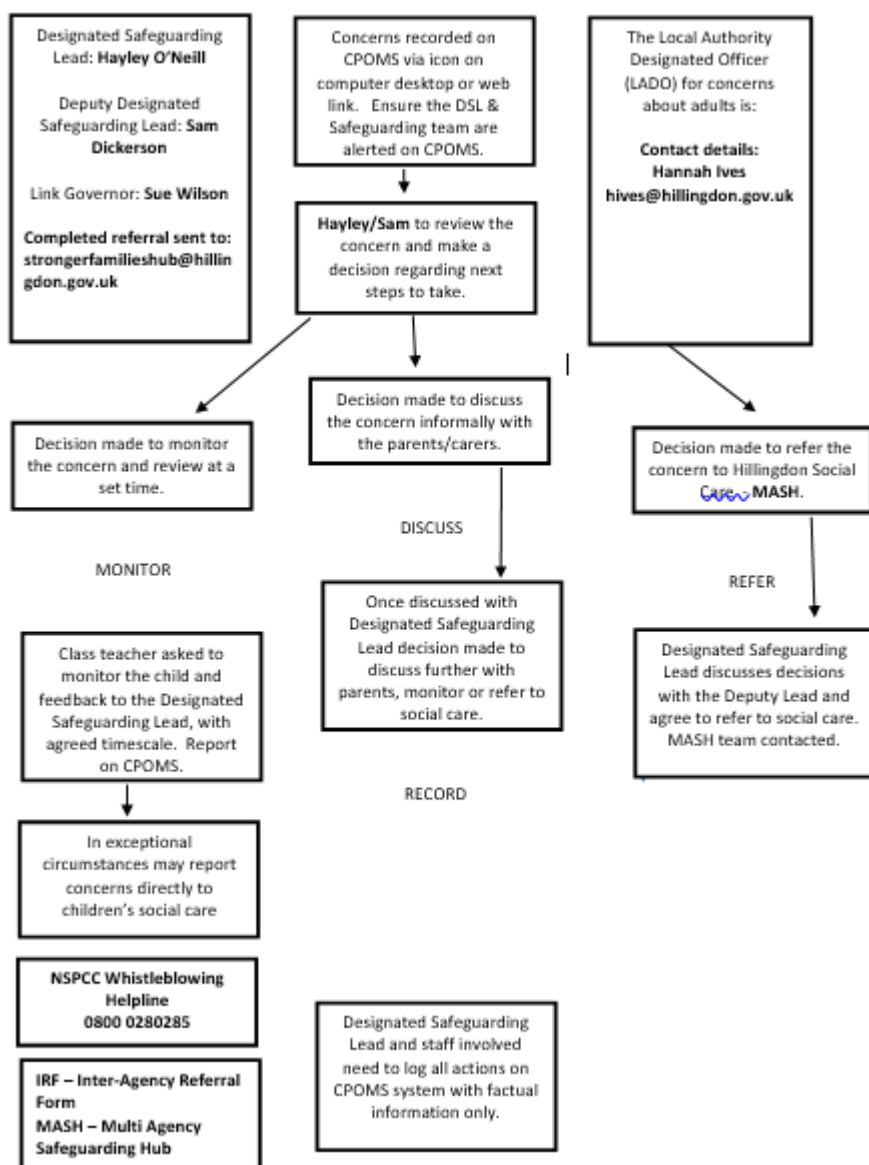 Designated Safeguarding
Lead: Hayley O'Neill
Deputy Designated
Safeguarding Lead: Sam
Dickerson
Link Governor: Sue Wilson
Completed referral sent to:
strongerfamilieshub@hillin
gdon.gov.uk
Concerns recorded on
CPOMS via icon on
computer desktop or web
link. Ensure the DSL &
Safeguarding team are
alerted on CPOMS.
The Local Authority
Designated Officer
(LADO) for concerns
about adults is:
Contact details:
Hannah Ives
hives@hillingdon.gov.uk
Hayley/Sam to review the
concern and make a
decision regarding next
steps to take.
Decision made to monitor
the concern and review at a
set time.
Decision made to discuss
the concern informally with
the parents/carers.
Decision made to refer the
concern to Hillingdon Social
Care - MASH.
MONITOR
DISCUSS
REFER
Class teacher asked to
monitor the child and
feedback to the Designated
Safeguarding Lead, with
agreed timescale. Report
on CPOMS.
Once discussed with
Designated Safeguarding
Lead decision made to
discuss further with
parents, monitor or refer to
social care.
Designated Safeguarding
Lead discusses decisions
with the Deputy Lead and
agree to refer to social care.
MASH team contacted.
RECORD
In exceptional
circumstances may report
concerns directly to
children's social care
NSPCC Whistleblowing
Helpline
0800 0280285
IRF – Inter-Agency Referral
Form
MASH – Multi Agency
Safeguarding Hub
Designated Safeguarding
Lead and staff involved
need to log all actions on
CPOMS system with factual
information only.